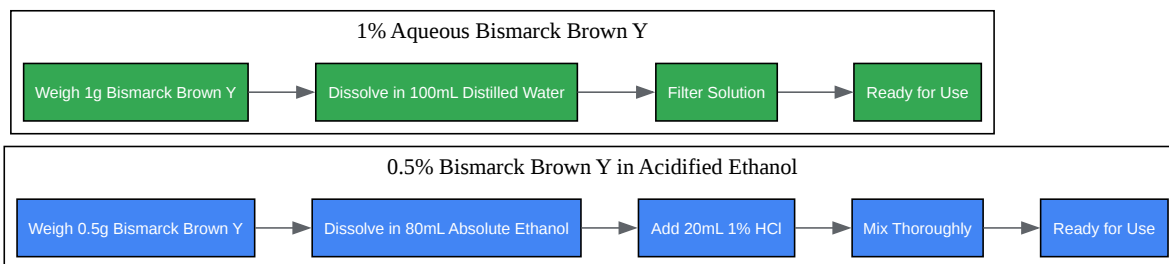 1% Aqueous Bismarck Brown Y
Weigh 1g Bismarck Brown Y
Dissolve in 100mL Distilled Water
Filter Solution
Ready for Use
0.5% Bismarck Brown Y in Acidified Ethanol
Weigh 0.5g Bismarck Brown Y
Dissolve in 80mL Absolute Ethanol
Add 20mL 1% HCl
Mix Thoroughly
Ready for Use